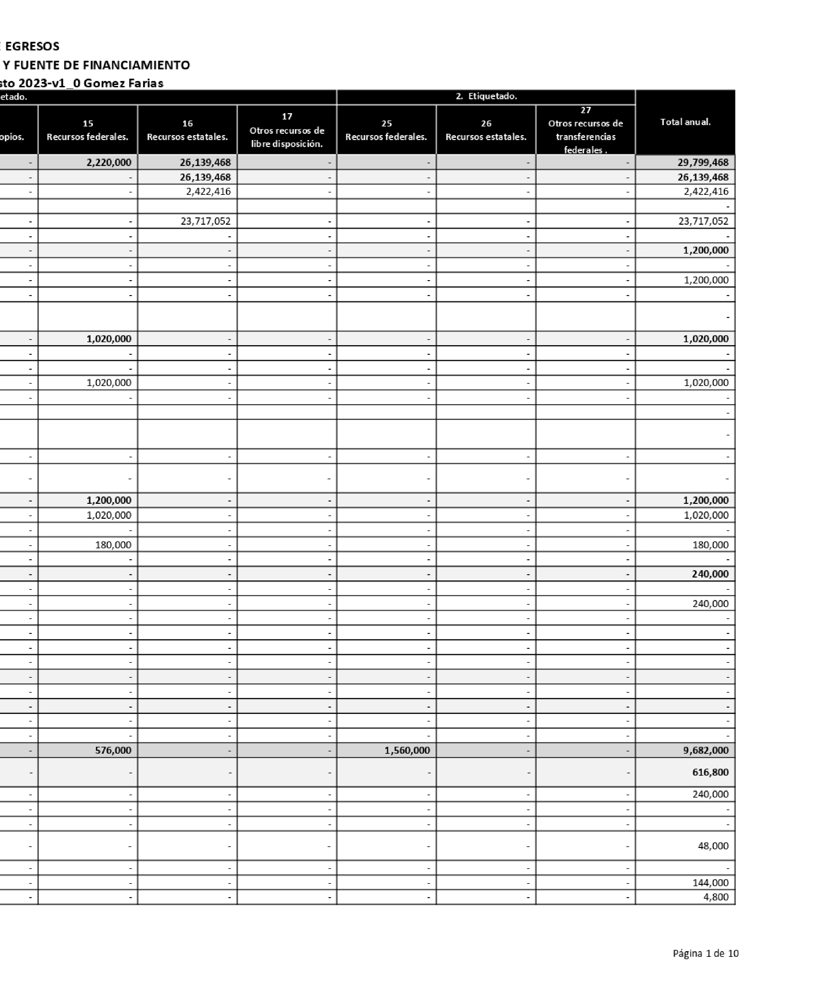 E EGRESOS
Y FUENTE DE FINANCIAMIENTO
sto 2023-v1_0 Gomez Farias
etado. 2. Etiquetado. Total anual.
opios. 15 Recursos federales. 16 Recursos estatales. 17 Otros recursos de libre disposición. 25 Recursos federales. 26 Recursos estatales. 27 Otros recursos de transferencias federales .
- 2,220,000 26,139,468 - - - - 29,799,468
- - 26,139,468 - - - - 26,139,468
- - 2,422,416 - - - - 2,422,416
-
- - 23,717,052 - - - - 23,717,052
- - - - - - - -
- - - - - - - 1,200,000
- - - - - - - -
- - - - - - - 1,200,000
- - - - - - - -
-
- 1,020,000 - - - - - 1,020,000
- - - - - - - -
- - - - - - - -
- 1,020,000 - - - - - 1,020,000
- - - - - - - -
-
-
- - - - - - - -
- - - - - - - -
- 1,200,000 - - - - - 1,200,000
- 1,020,000 - - - - - 1,020,000
- - - - - - - -
- 180,000 - - - - - 180,000
- - - - - - - -
- - - - - - - 240,000
- - - - - - - -
- - - - - - - 240,000
- - - - - - - -
- - - - - - - -
- - - - - - - -
- - - - - - - -
- - - - - - - -
- - - - - - - -
- - - - - - - -
- - - - - - - -
- - - - - - - -
- 576,000 - - 1,560,000 - - 9,682,000
- - - - - - - 616,800
- - - - - - - 240,000
- - - - - - - -
- - - - - - - -
- - - - - - - 48,000
- - - - - - - -
- - - - - - - 144,000
- - - - - - - 4,800
Página 1 de 10